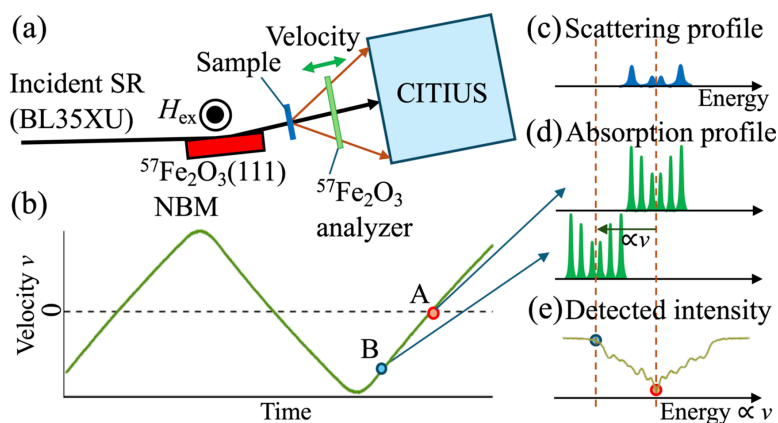 (a)
Velocity
Sample
Incident SR
(BL35XU)
Hex
CITIUS
57Fe2O3(111)
NBM
57Fe2O3
analyzer
(b)
Velocity v
0
A
B
Time
(c) Scattering profile
Energy
(d) Absorption profile
∝v
(e) Detected intensity
Energy ∝ v